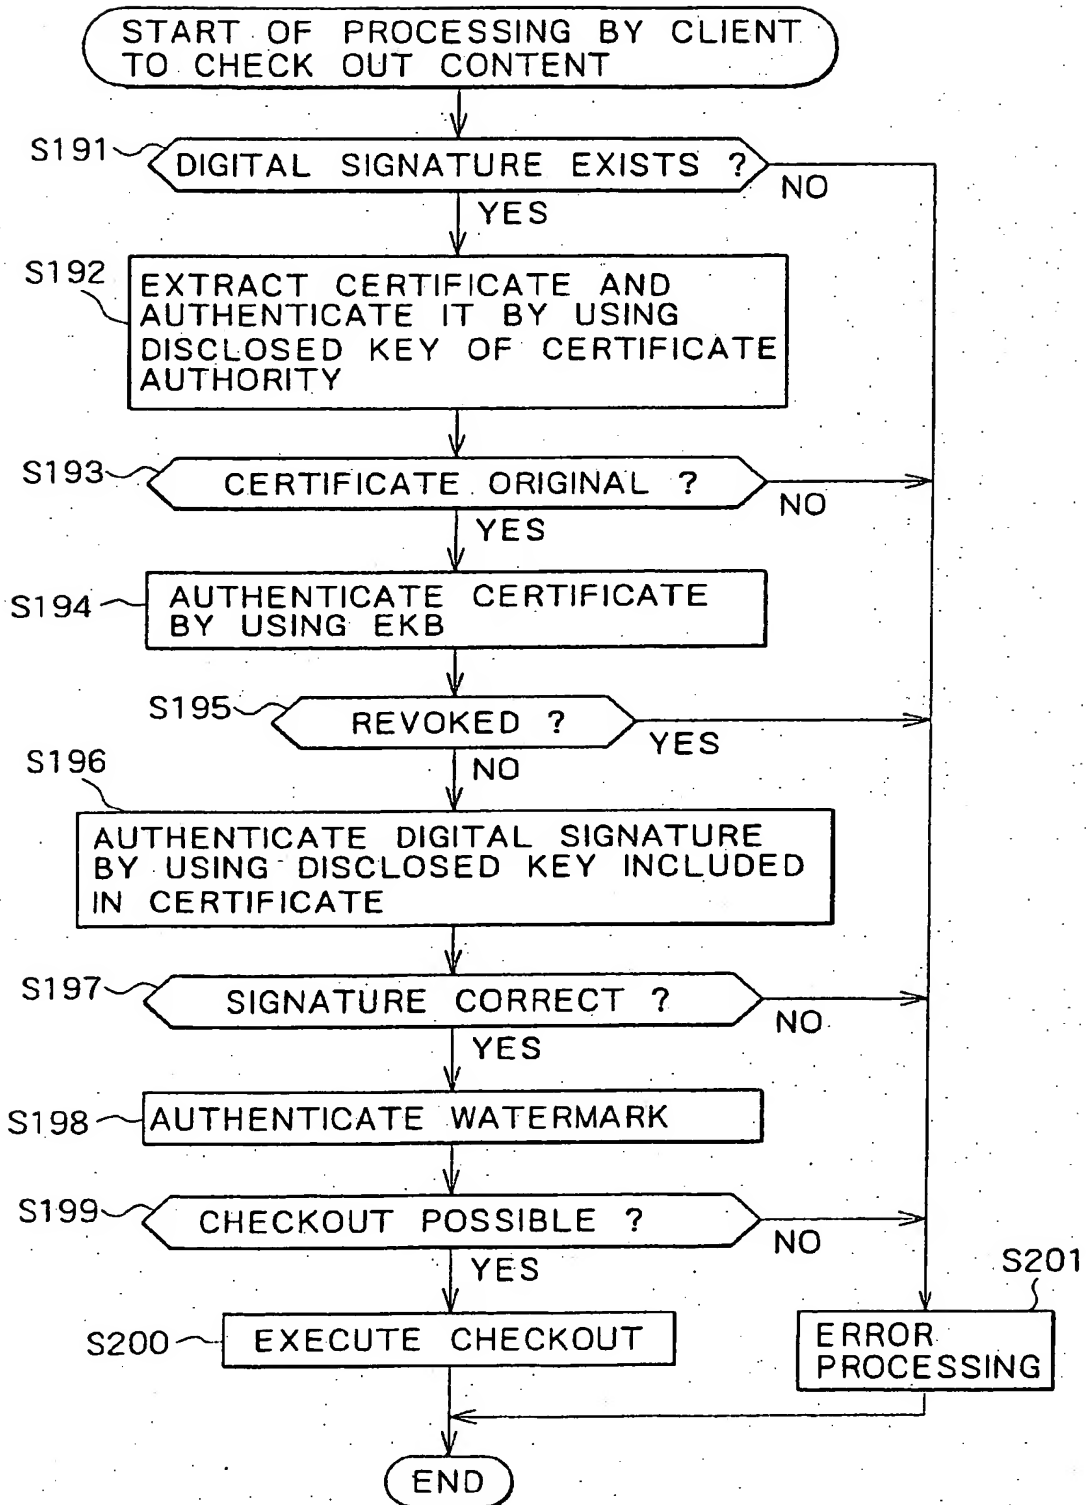 START OF PROCESSING BY CLIENT
TO CHECK OUT CONTENT
S191
DIGITAL SIGNATURE EXISTS ?
NO
YES
S192
EXTRACT CERTIFICATE AND
AUTHENTICATE IT BY USING
DISCLOSED KEY OF CERTIFICATE
AUTHORITY
S193
CERTIFICATE ORIGINAL ?
NO
YES
S194
AUTHENTICATE CERTIFICATE
BY USING EKB
S195
REVOKED ?
YES
NO
S196
AUTHENTICATE DIGITAL SIGNATURE
BY USING DISCLOSED KEY INCLUDED
IN CERTIFICATE
S197
SIGNATURE CORRECT ?
NO
YES
S198
AUTHENTICATE WATERMARK
S199
CHECKOUT POSSIBLE ?
NO
YES
S201
S200
EXECUTE CHECKOUT
ERROR
PROCESSING
END